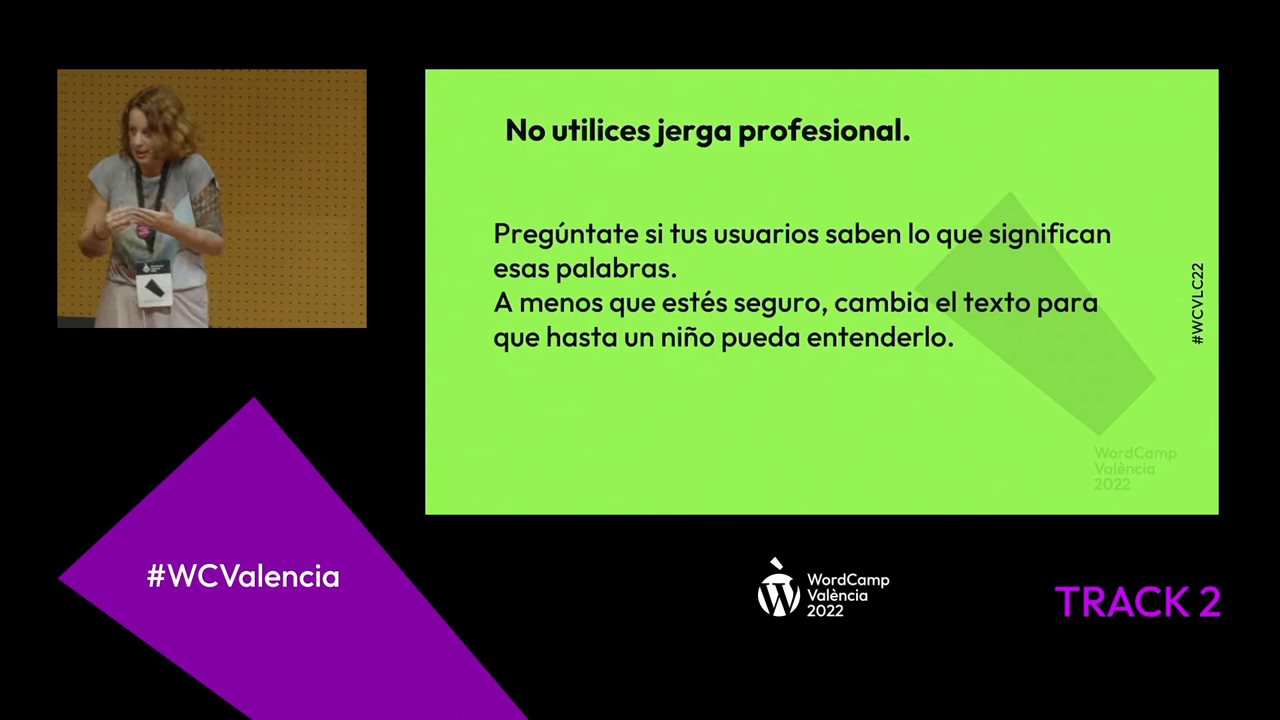 No utilices jerga profesional.
Pregúntate si tus usuarios saben lo que significan
esas palabras.
A menos que estés seguro, cambia el texto para
que hasta un niño pueda entenderlo.
#WCVLC22
WordCamp
València
2022
#WCValencia
WordCamp
València
2022
TRACK 2